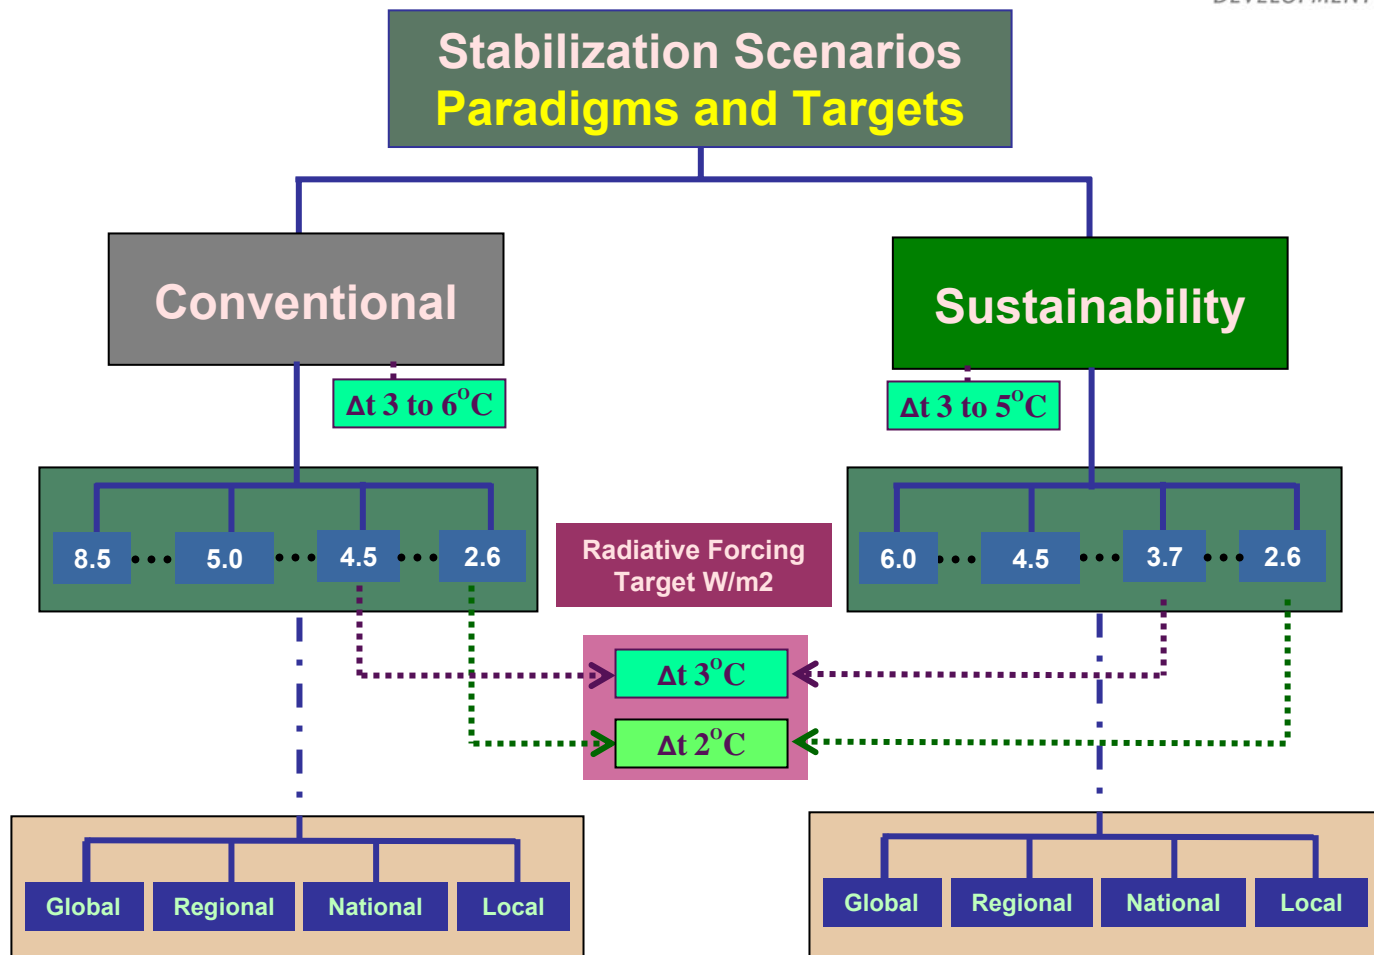 DEVELOPMENT
Stabilization Scenarios
Paradigms and Targets
Conventional
Sustainability
Δt 3 to 6°C
Δt 3 to 5°C
8.5 5.0 4.5 2.6
Radiative Forcing
Target W/m2
6.0 4.5 3.7 2.6
Δt 3°C
Δt 2°C
Global Regional National Local
Global Regional National Local